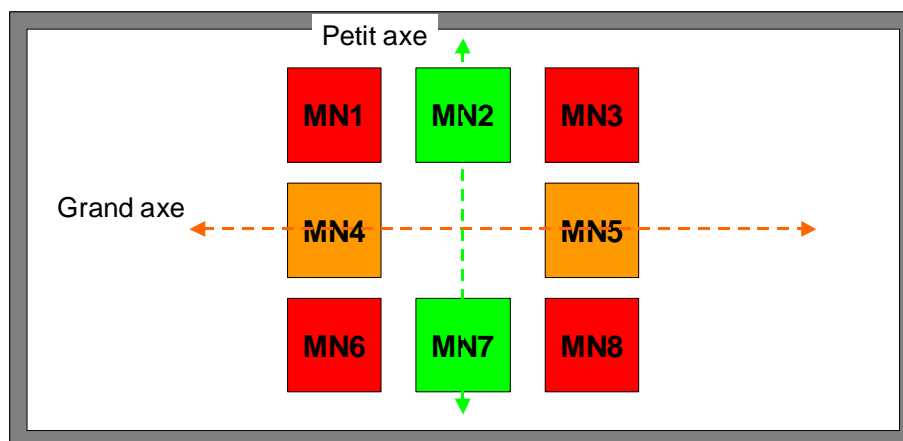 Petit axe
MN1 MN2 MN3
Grand axe
MN4 MN5
MN6 MN7 MN8